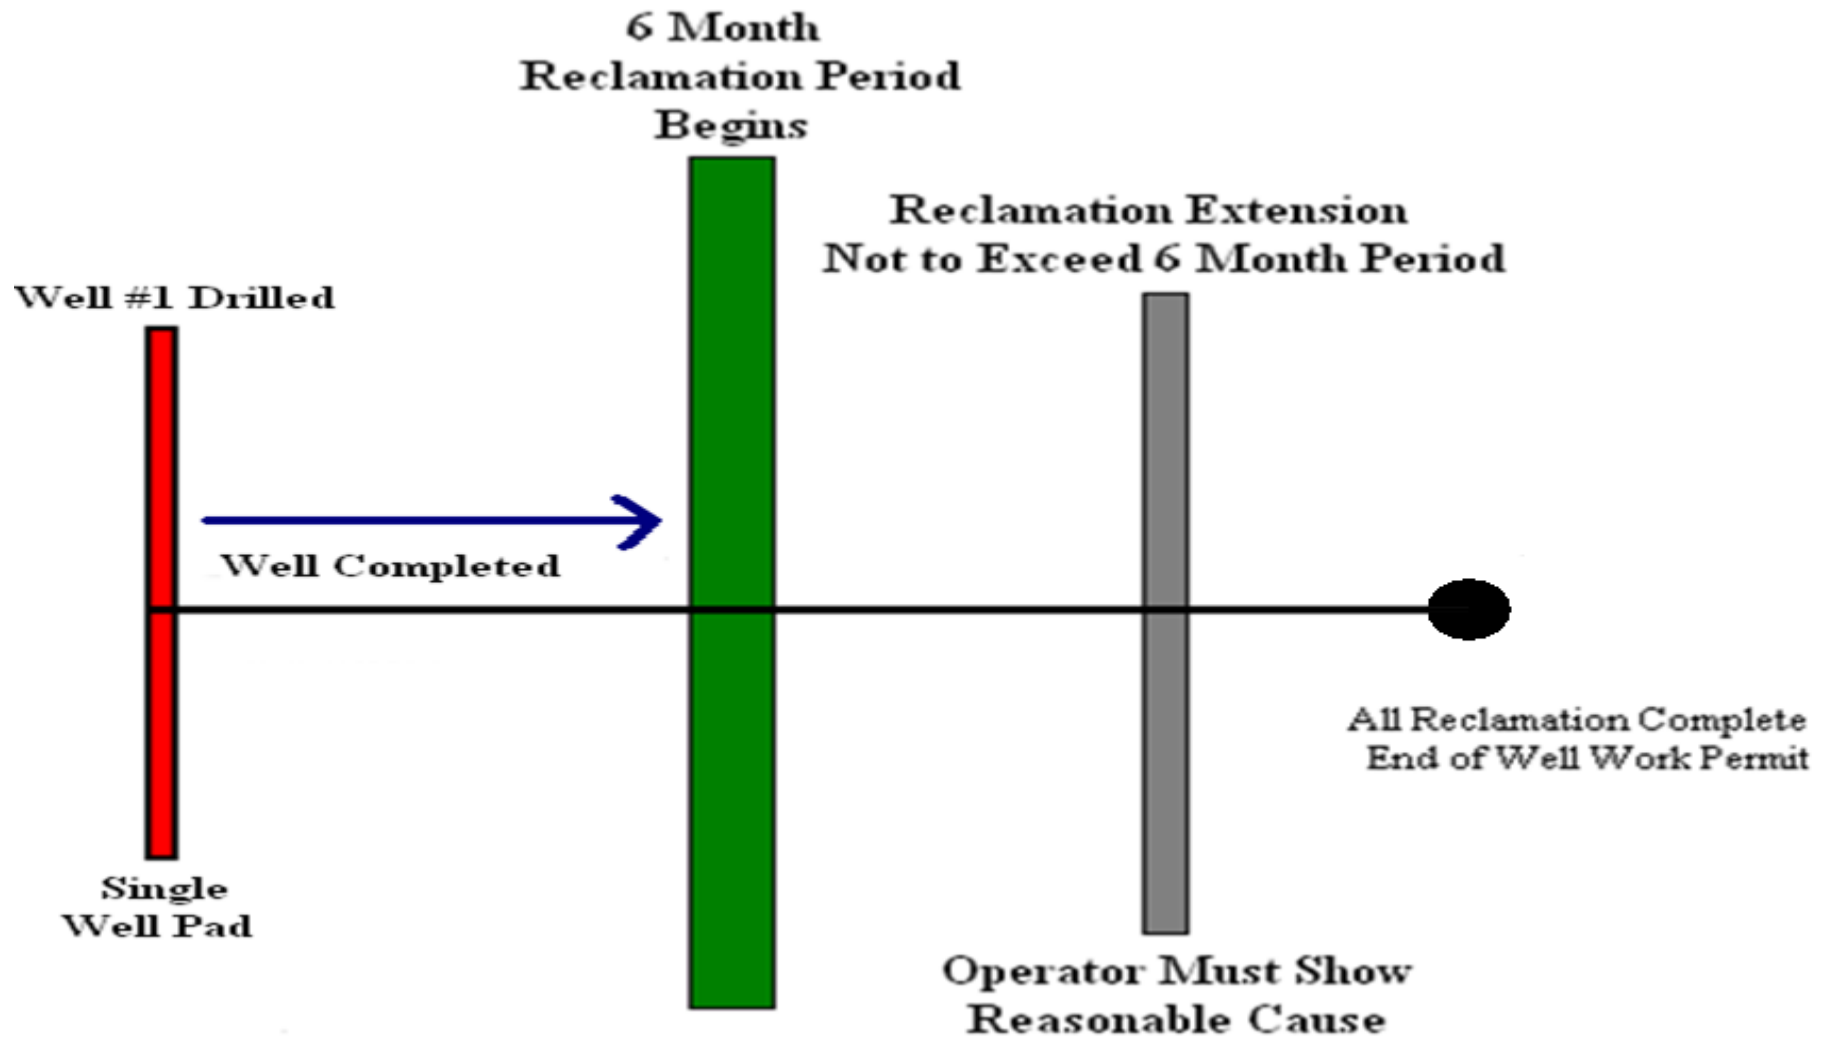 6 Month
Reclamation Period
Begins
Reclamation Extension
Not to Exceed 6 Month Period
Well #1 Drilled
Well Completed
All Reclamation Complete
End of Well Work Permit
Single
Well Pad
Operator Must Show
Reasonable Cause